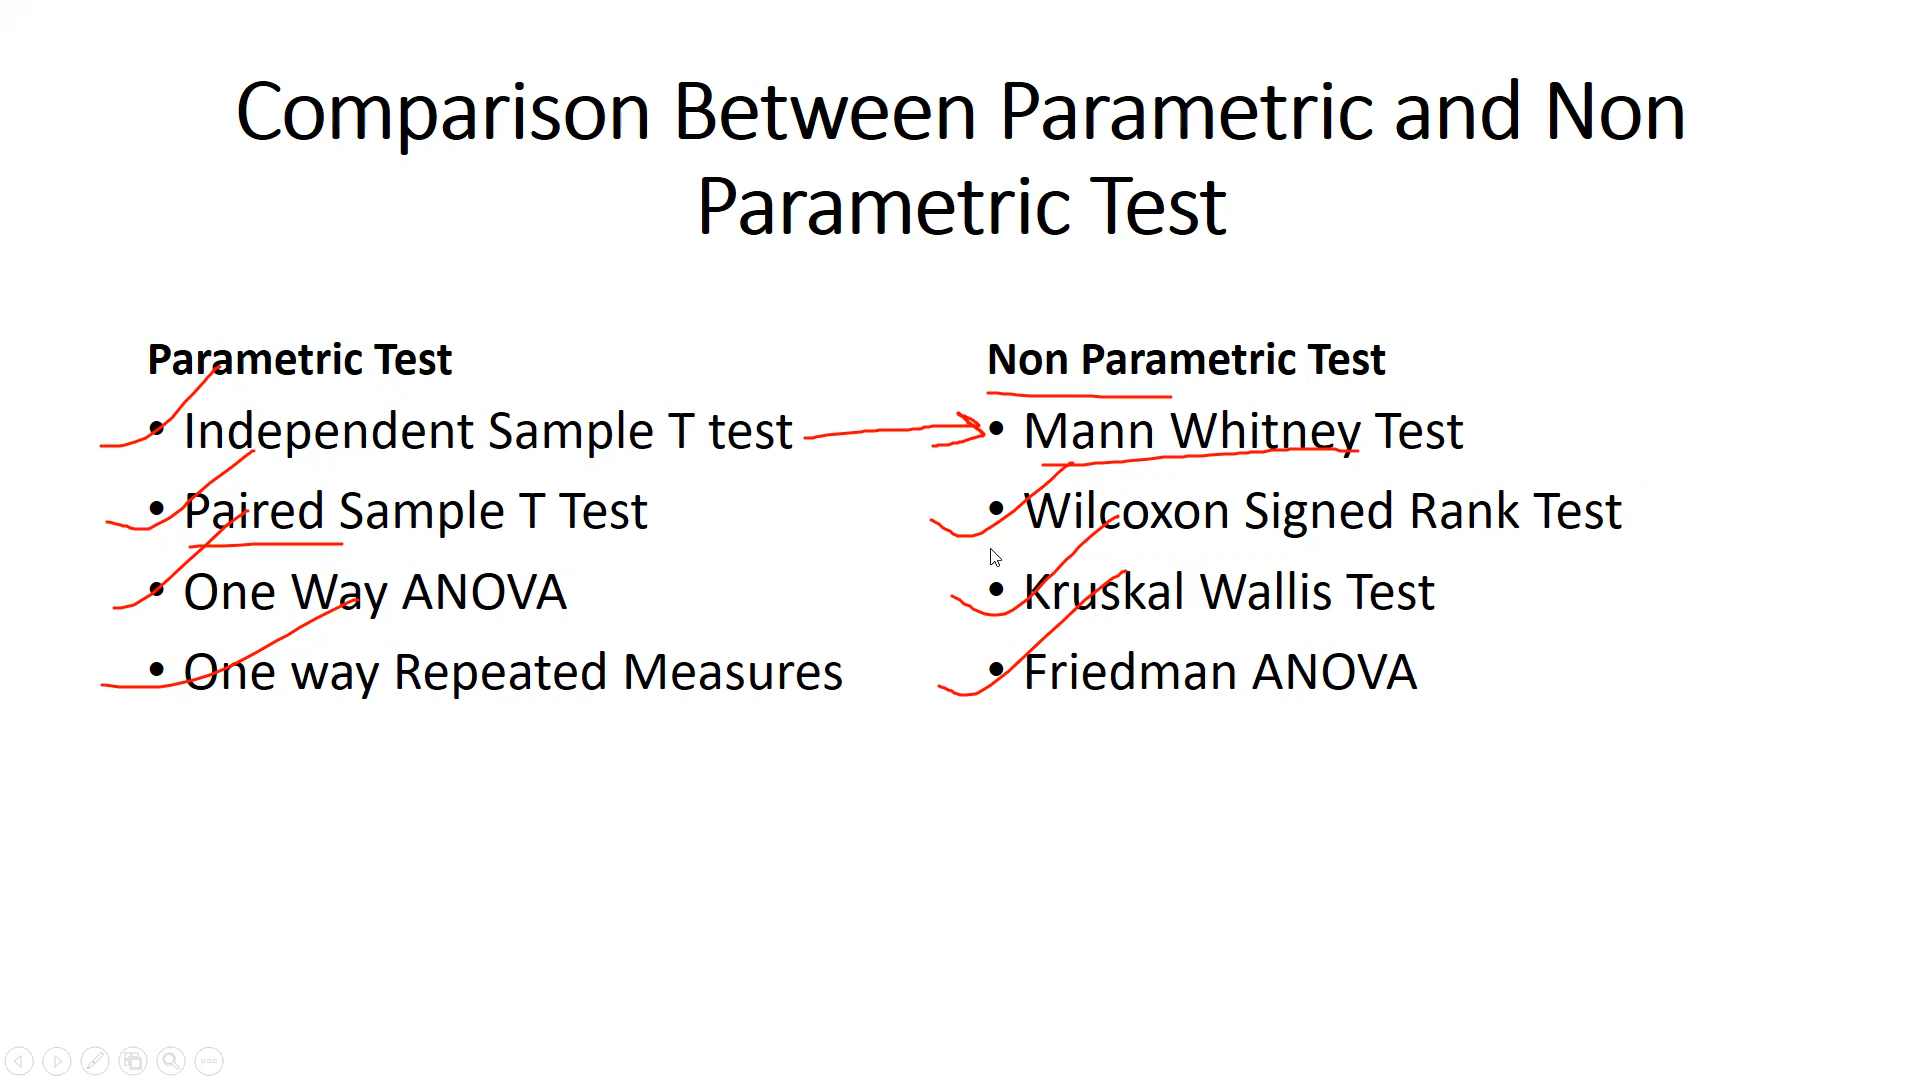 Comparison Between Parametric and Non
Parametric Test
Parametric Test
• Independent Sample T test
• Paired Sample T Test
• One Way ANOVA
• One way Repeated Measures
Non Parametric Test
• Mann Whitney Test
• Wilcoxon Signed Rank Test
• Kruskal Wallis Test
• Friedman ANOVA